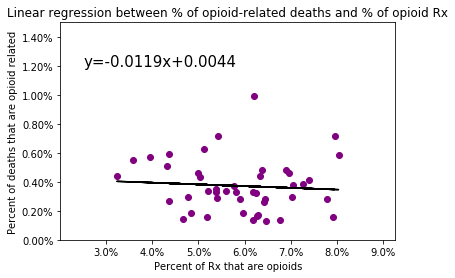 Linear regression between % of opioid-related deaths and % of opioid Rx
1.40%
1.20%
1.00%
0.80%
0.60%
0.40%
0.20%
0.00%
Percent of deaths that are opioid related
y=-0.0119x+0.0044
3.0% 4.0% 5.0% 6.0% 7.0% 8.0% 9.0%
Percent of Rx that are opioids